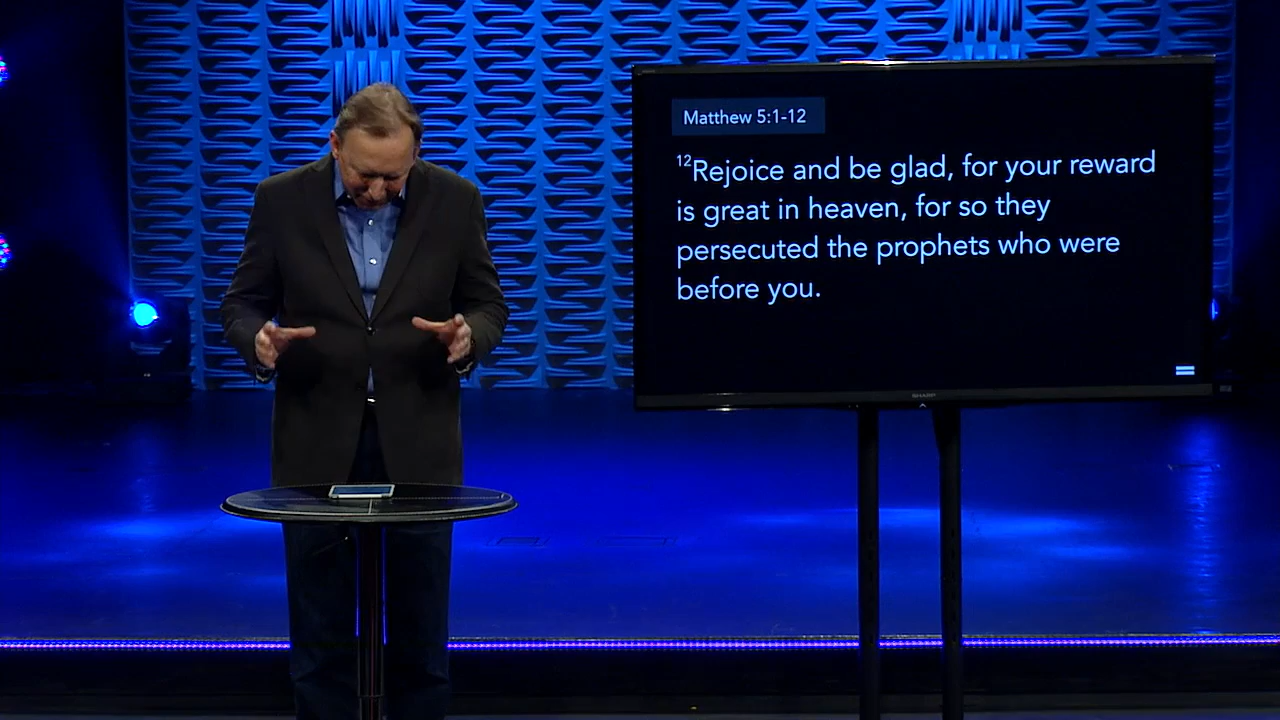 Matthew 5:1-12
12Rejoice and be glad, for your reward
is great in heaven, for so they
persecuted the prophets who were
before you.
SHARP